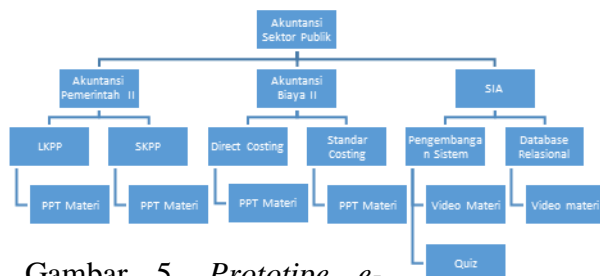 Akuntansi
Sektor Publik
Akuntansi
Pemerintah II
Akuntansi
Biaya II
SIA
LKPP
SKPP
Direct Costing
Standar
Costing
Pengembanga
n Sistem
Database
Relasional
PPT Materi
PPT Materi
PPT Materi
PPT Materi
Video Materi
Video materi
Quiz
Gambar 5. Prototipe e-